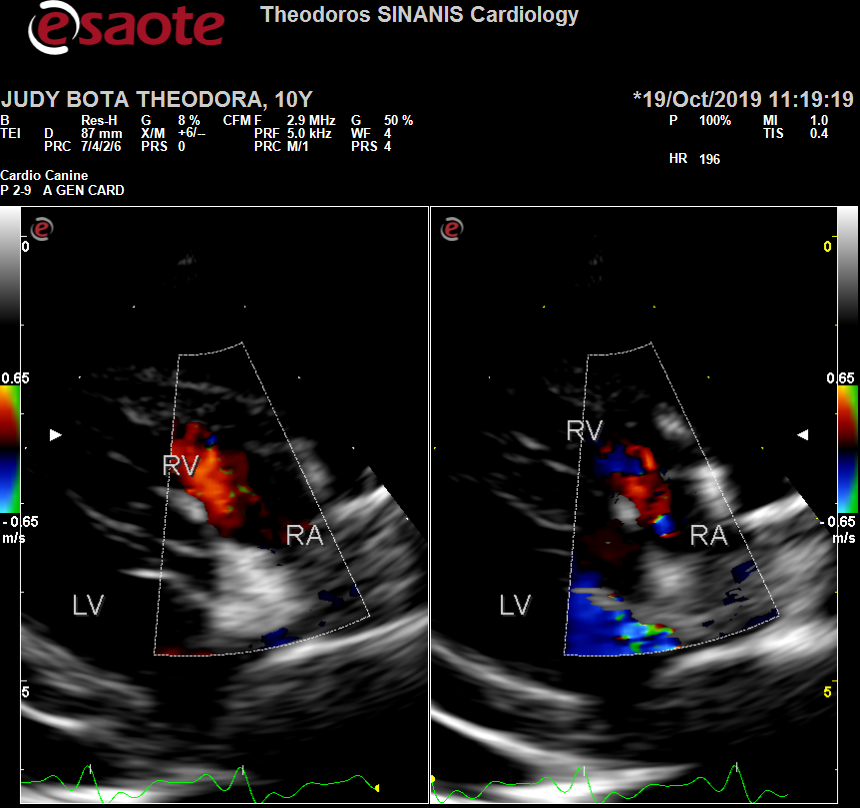 esaote
Theodoros SINANIS Cardiology
JUDY BOTA THEODORA, 10Y *19/Oct/2019 11:19:19
B Res-H G 8 % CFM F 2.9 MHz G 50 % P 100% MI 1.0
TEI D 87 mm X/M +6/-- PRF 5.0 kHz WF 4 TIS 0.4
PRC 7/4/2/6 PRS 0 PRC M/1 PRS 4
HR 196
Cardio Canine
P 2-9 A GEN CARD
e e
0 0
0.65 0.65
RV RV
- 0.65 - 0.65
m/s m/s
RA RA
LV LV
5 5